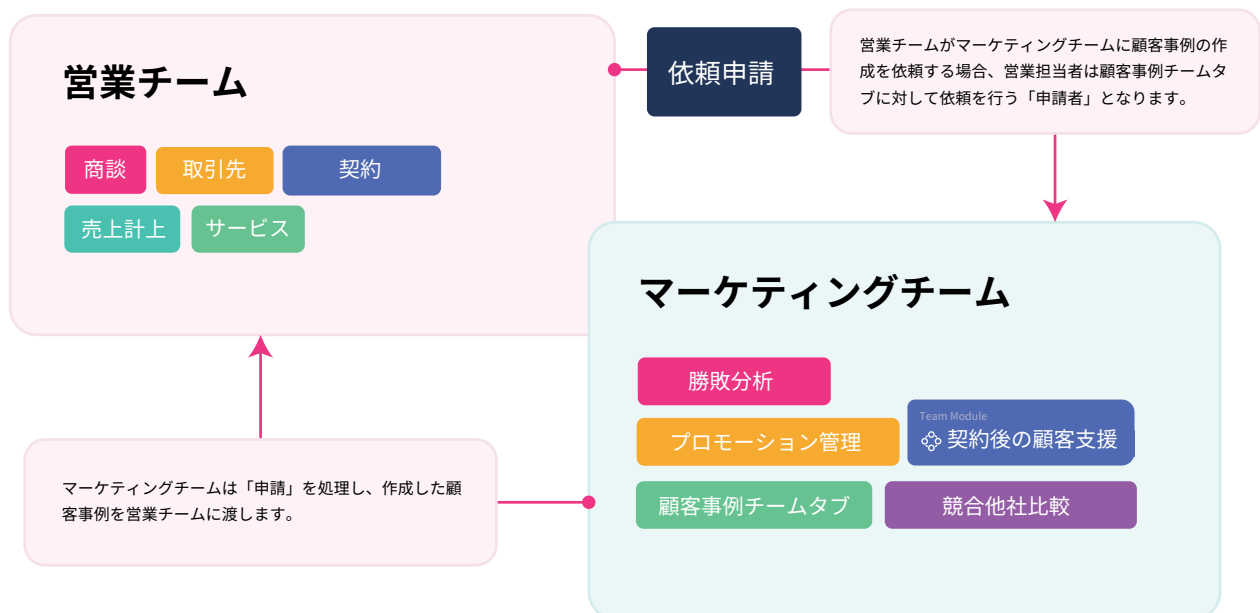 営業チーム
商談
取引先
契約
売上計上
サービス
依頼申請
営業チームがマーケティングチームに顧客事例の作
成を依頼する場合、営業担当者は顧客事例チームタ
ブに対して依頼を行う「申請者」となります。
マーケティングチーム
勝敗分析
プロモーション管理
Team Module
契約後の顧客支援
顧客事例チームタブ
競合他社比較
マーケティングチームは「申請」を処理し、作成した顧
客事例を営業チームに渡します。